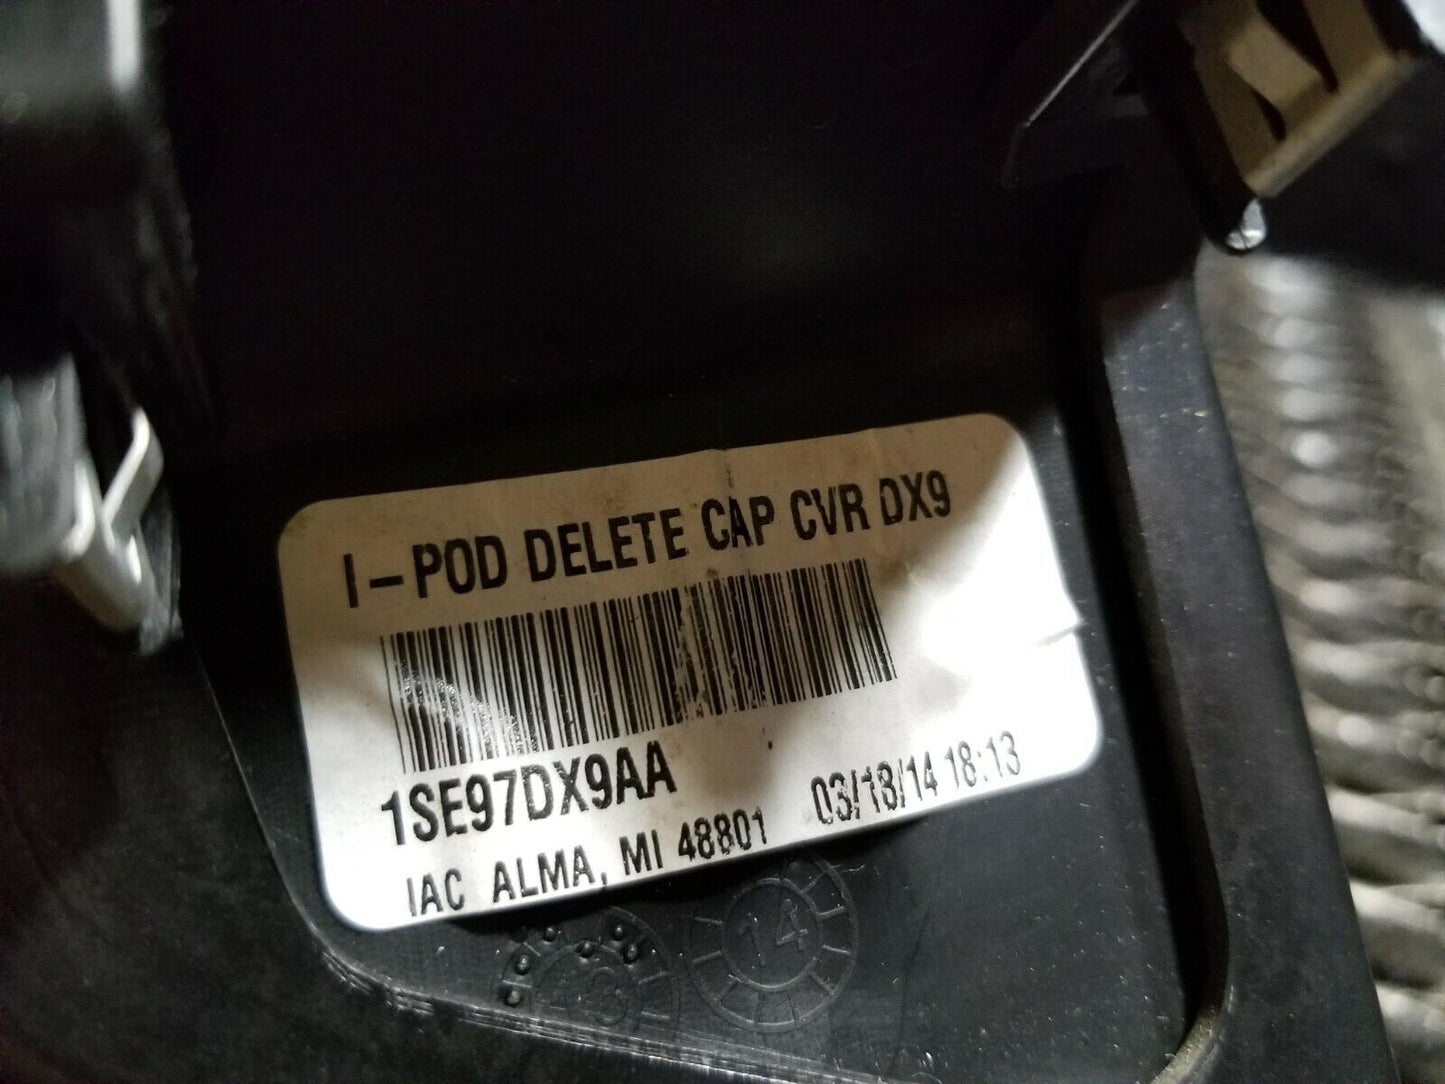 I-POD DELETE CAP CVR DX9
1SE97DX9AA
IAC ALMA, MI 48801 03/18/14 18:13
14